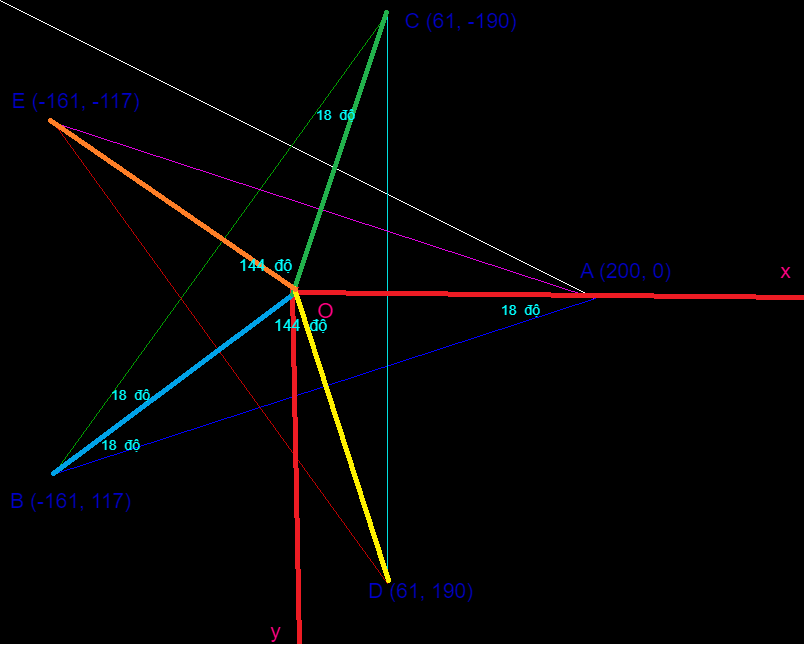 C (61, -190)
E (-161, -117)
18 độ
144 độ
A (200, 0)
x
O
18 độ
144 độ
18 độ
18 độ
B (-161, 117)
D (61, 190)
y